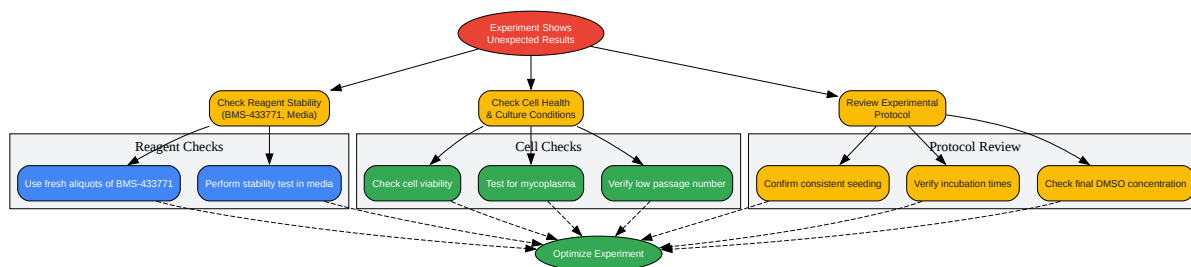 Experiment Shows
Unexpected Results
Check Reagent Stability
(BMS-433771, Media)
Check Cell Health
& Culture Conditions
Review Experimental
Protocol
Reagent Checks
Cell Checks
Protocol Review
Use fresh aliquots of BMS-433771
Perform stability test in media
Check cell viability
Test for mycoplasma
Verify low passage number
Confirm consistent seeding
Verify incubation times
Check final DMSO concentration
Optimize Experiment